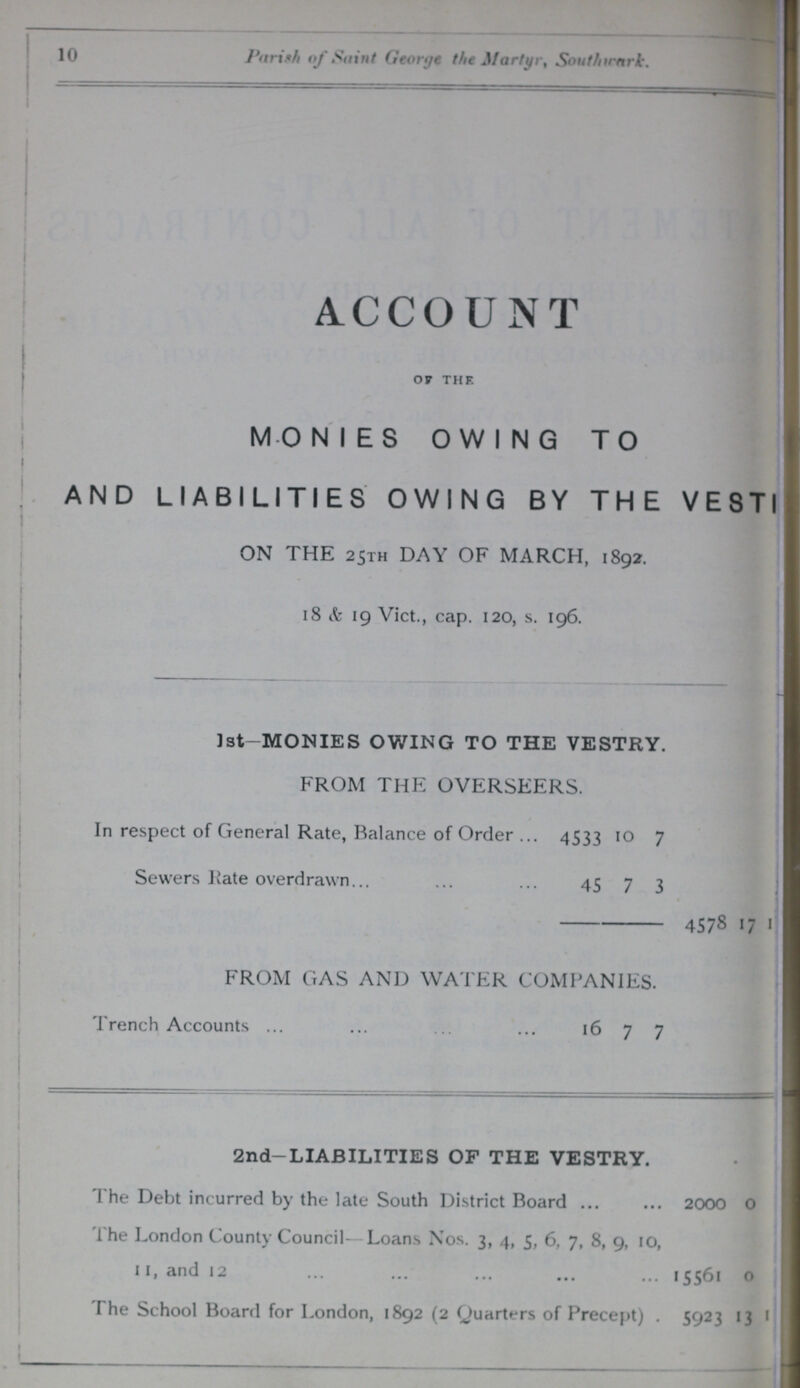 10 Parish of Saint George the Martyr, Southwark.
ACCOUNT
OF THE
MONIES OWING TO
AND LIABILITIES OWING BY THE VEST
ON THE 25TH DAY OF MARCH, 1892.
18 & 19 Vict., cap. 120, s. 196.
1st—MONIES OWING TO THE VESTRY.
FROM THE OVERSEERS.
In respect of General Rate, Balance of Order ... 4533 10 7
Sewers Rate overdrawn... ... ... 45 7 3
4578 17 1
FROM GAS AND WATER COMPANIES.
Trench Accounts ... ... ... ... 16 7 7
2nd—LIABILITIES OF THE VESTRY.
The Debt incurred by the late South District Board ... ... 2000 0
The London County Council—Loans Nos. 3, 4, 5, 6, 7, 8, 9, 10,
11, and 12 ... ... ... ... ... 15561 0
The School Board for London, 1892 (2 Quarters of Precept) . 5923 13 1